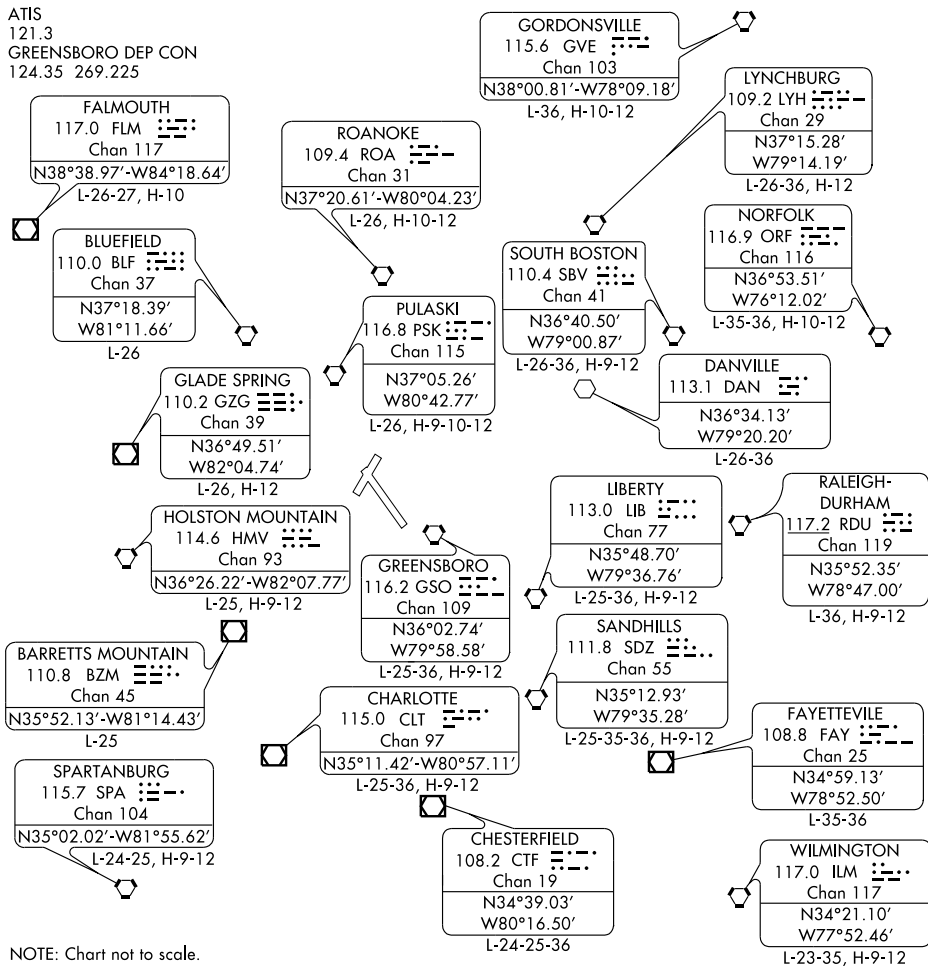 ATIS
121.3
GREENSBORO DEP CON
124.35 269.225
GORDONSVILLE
115.6 GVE
Chan 103
N38°00.81'-W78°09.18'
L-36, H-10-12
LYNCHBURG
109.2 LYH
Chan 29
N37°15.28'
W79°14.19'
L-26-36, H-12
FALMOUTH
117.0 FLM
Chan 117
N38°38.97'-W84°18.64'
L-26-27, H-10
ROANOKE
109.4 ROA
Chan 31
N37°20.61'-W80°04.23'
L-26, H-10-12
NORFOLK
116.9 ORF
Chan 116
N36°53.51'
W76°12.02'
L-35-36, H-10-12
BLUEFIELD
110.0 BLF
Chan 37
N37°18.39'
W81°11.66'
L-26
SOUTH BOSTON
110.4 SBV
Chan 41
N36°40.50'
W79°00.87'
L-26-36, H-9-12
PULASKI
116.8 PSK
Chan 115
N37°05.26'
W80°42.77'
L-26, H-9-10-12
DANVILLE
113.1 DAN
N36°34.13'
W79°20.20'
L-26-36
GLADE SPRING
110.2 GZG
Chan 39
N36°49.51'
W82°04.74'
L-26, H-12
LIBERTY
113.0 LIB
Chan 77
N35°48.70'
W79°36.76'
L-25-36, H-9-12
RALEIGH-
DURHAM
117.2 RDU
Chan 119
N35°52.35'
W78°47.00'
L-36, H-9-12
HOLSTON MOUNTAIN
114.6 HMV
Chan 93
N36°26.22'-W82°07.77'
L-25, H-9-12
GREENSBORO
116.2 GSO
Chan 109
N36°02.74'
W79°58.58'
L-25-36, H-9-12
SANDHILLS
111.8 SDZ
Chan 55
N35°12.93'
W79°35.28'
L-25-35-36, H-9-12
BARRETTS MOUNTAIN
110.8 BZM
Chan 45
N35°52.13'-W81°14.43'
L-25
CHARLOTTE
115.0 CLT
Chan 97
N35°11.42'-W80°57.11'
L-25-36, H-9-12
FAYETTEVILE
108.8 FAY
Chan 25
N34°59.13'
W78°52.50'
L-35-36
SPARTANBURG
115.7 SPA
Chan 104
N35°02.02'-W81°55.62'
L-24-25, H-9-12
CHESTERFIELD
108.2 CTF
Chan 19
N34°39.03'
W80°16.50'
L-24-25-36
WILMINGTON
117.0 ILM
Chan 117
N34°21.10'
W77°52.46'
L-23-35, H-9-12
NOTE: Chart not to scale.